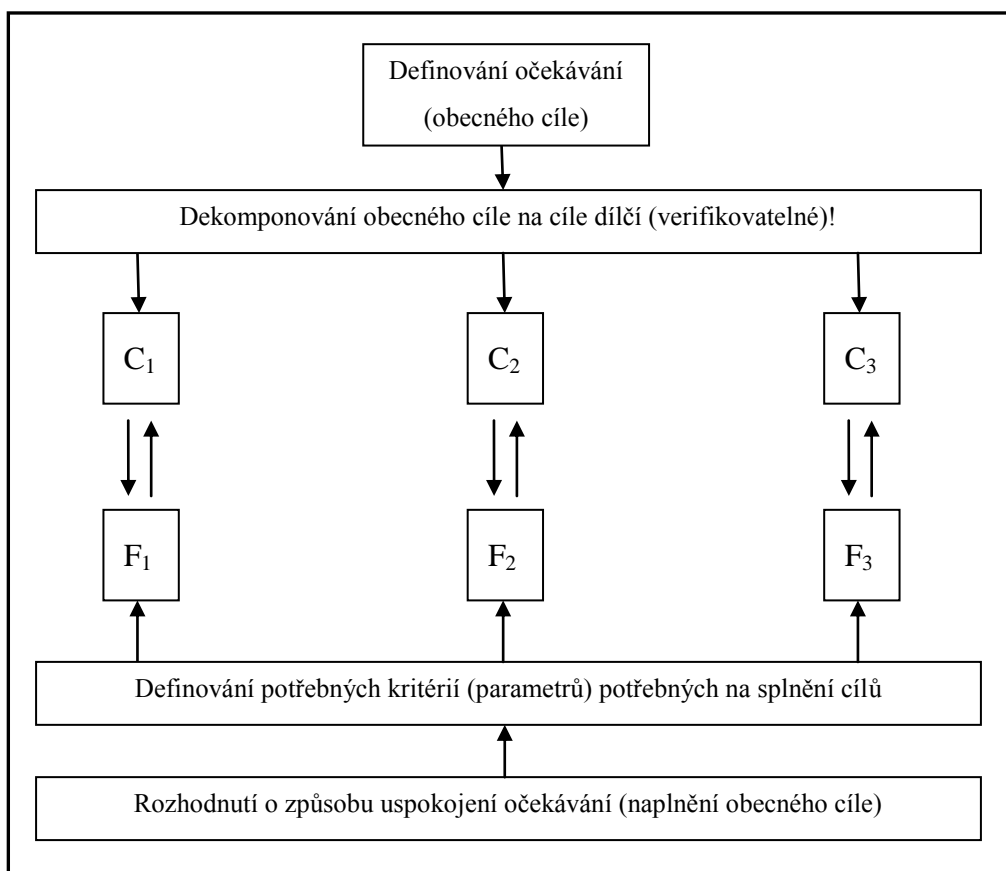 Definování očekávání
(obecného cíle)
Dekomponování obecného cíle na cíle dílčí (verifikovatelné)!
C₁ C₂ C₃
F₁ F₂ F₃
Definování potřebných kritérií (parametrů) potřebných na splnění cílů
Rozhodnutí o způsobu uspokojení očekávání (naplnění obecného cíle)